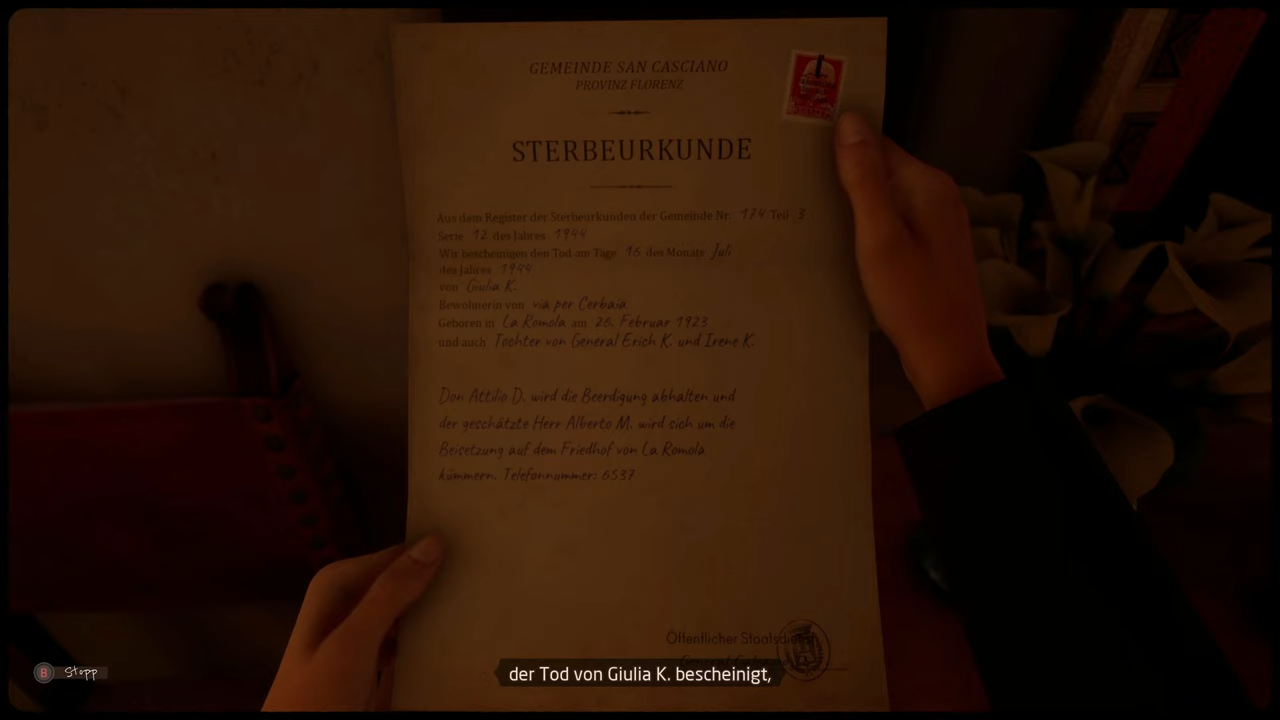 GEMEINDE SAN CASCIANO
PROVINZ FLORENZ
STERBEURKUNDE
Aus dem Register der Sterbeurkunden der Gemeinde Nr. 174 Teil 3
Serie 12 des Jahres 1944
Wir bescheinigen den Tod am Tage 16 des Monats Juli
des Jahres 1944
von Giulia K.
Bewohnerin von via per Cerbaia
Geboren in La Romola am 26. Februar 1923
und auch Tochter von General Erich K. und Irene K.
Don Attilio D. wird die Beerdigung abhalten und
der geschätzte Herr Alberto M. wird sich um die
Beisetzung auf dem Friedhof von La Romola
kümmern. Telefonnummer: 6537
Öffentlicher Staatsdienst
der Tod von Giulia K. bescheinigt,
B Stopp